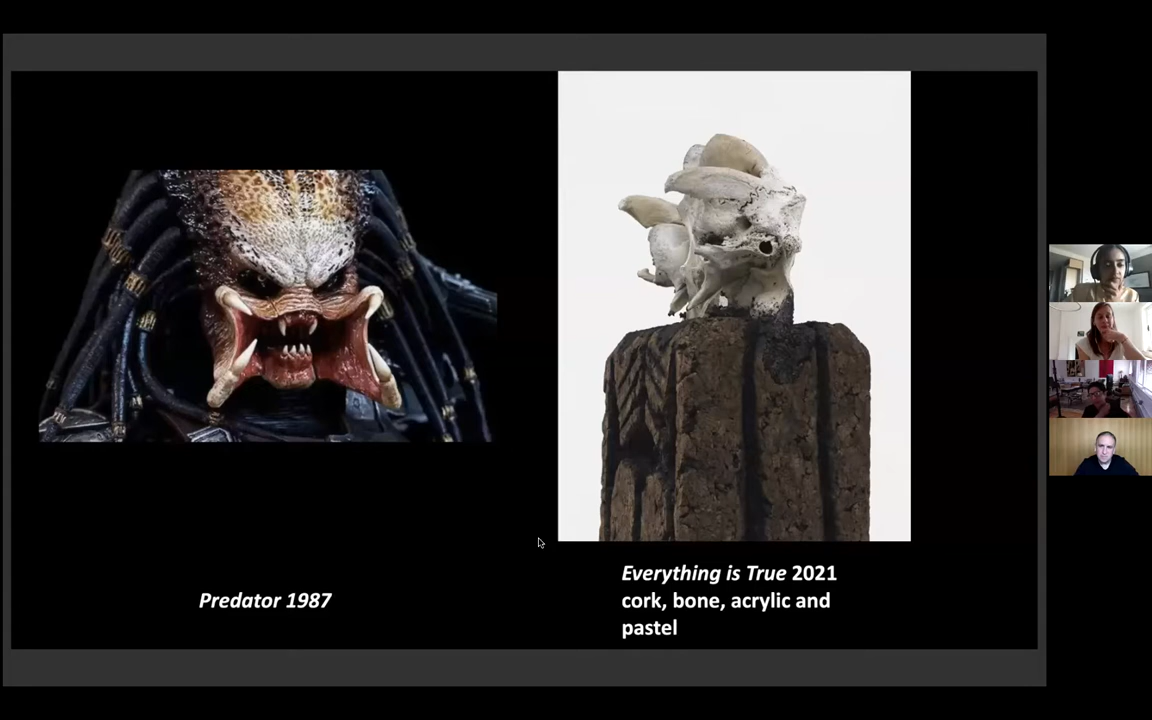 Predator 1987
Everything is True 2021
cork, bone, acrylic and
pastel